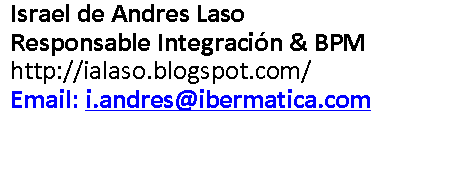 Israel de Andres Laso
Responsable Integración & BPM
http://ialaso.blogspot.com/
Email: i.andres@ibermatica.com